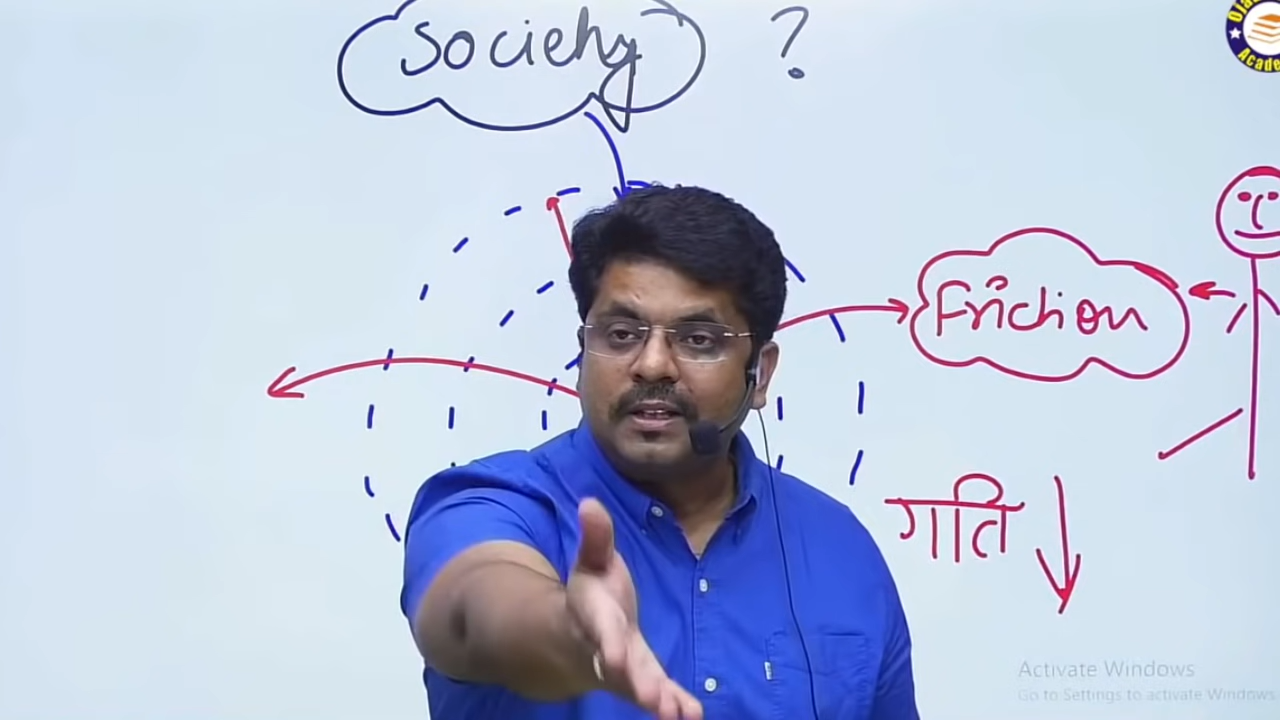 Society ?
Friction
गति
Activate Windows
Go to Settings to activate Windows.